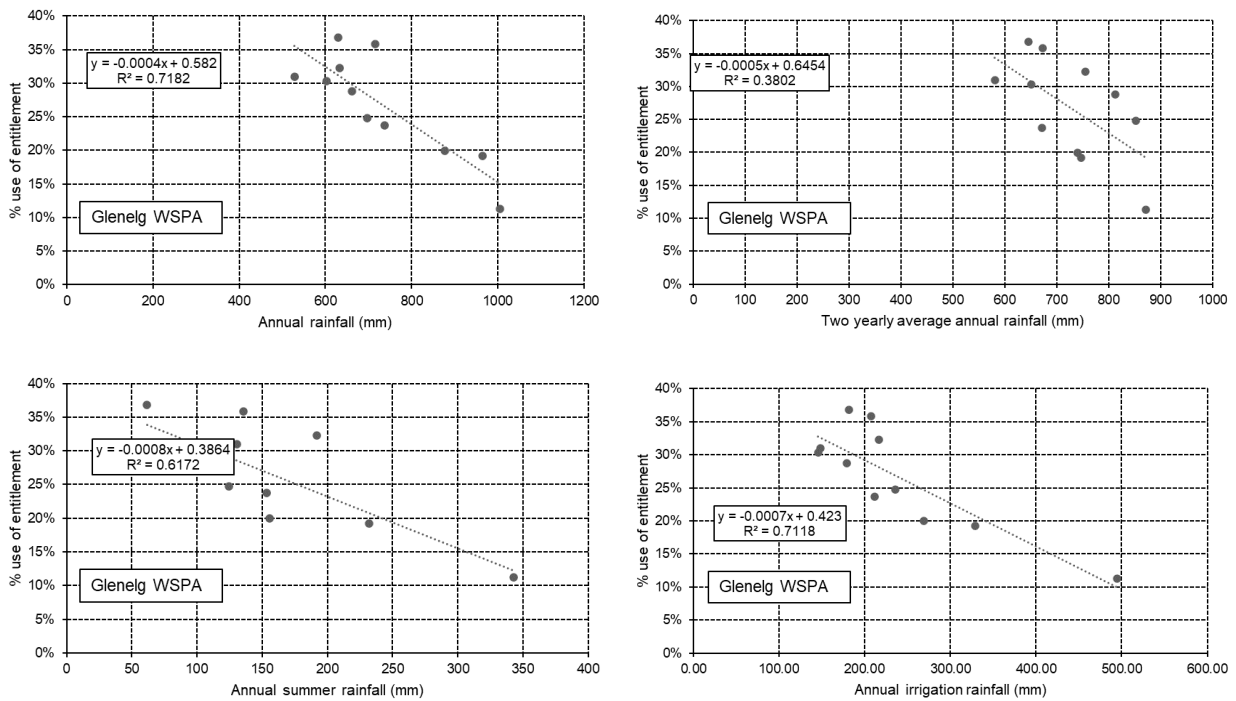 40%
35%
30%
25%
20%
15%
10%
5%
0%
% use of entitlement
y = -0.0004x + 0.582
R² = 0.7182
Glenelg WSPA
0 200 400 600 800 1000 1200
Annual rainfall (mm)
40%
35%
30%
25%
20%
15%
10%
5%
0%
% use of entitlement
y = -0.0005x + 0.6454
R² = 0.3802
Glenelg WSPA
0 100 200 300 400 500 600 700 800 900 1000
Two yearly average annual rainfall (mm)
40%
35%
30%
25%
20%
15%
10%
5%
0%
% use of entitlement
y = -0.0008x + 0.3864
R² = 0.6172
Glenelg WSPA
0 50 100 150 200 250 300 350 400
Annual summer rainfall (mm)
40%
35%
30%
25%
20%
15%
10%
5%
0%
% use of entitlement
y = -0.0007x + 0.423
R² = 0.7118
Glenelg WSPA
0.00 100.00 200.00 300.00 400.00 500.00 600.00
Annual irrigation rainfall (mm)